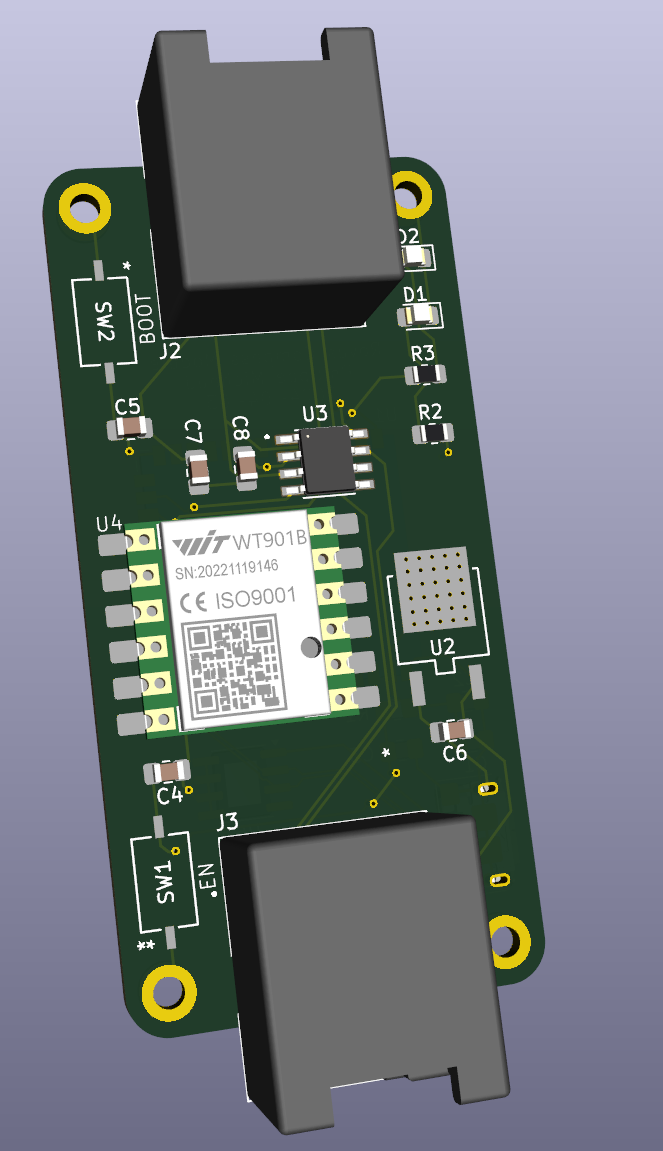 D2
SW2
BOOT
D1
J2
R3
C5
C7
C8
U3
R2
U4
WIT WT901B
SN:20221119146
CE ISO9001
U2
C6
C4
J3
SW1
EN
*
*
**